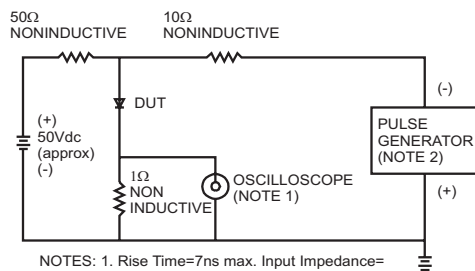 50Ω
NONINDUCTIVE
10Ω
NONINDUCTIVE
DUT
(+)
50Vdc
(approx)
(-)
1Ω
NON
INDUCTIVE
OSCILLOSCOPE
(NOTE 1)
(-)
PULSE
GENERATOR
(NOTE 2)
(+)
NOTES: 1. Rise Time=7ns max. Input Impedance=